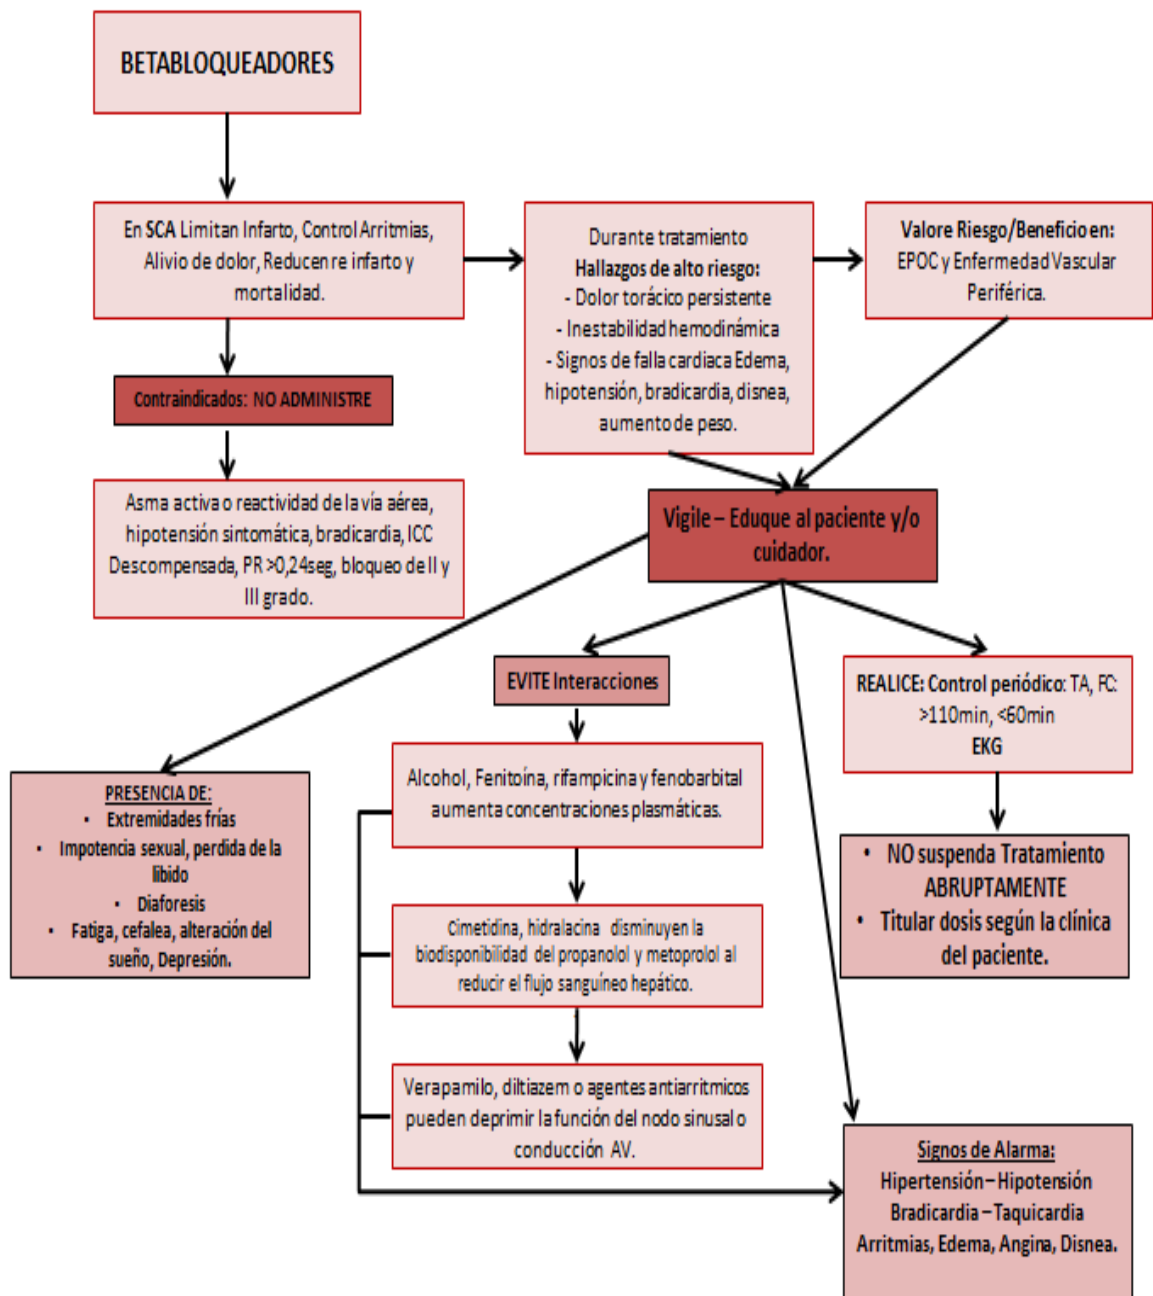 BETABLOQUEADORES
En SCA Limitan Infarto, Control Arritmias,
Alivio de dolor, Reducen re infarto y
mortalidad.
Durante tratamiento
Hallazgos de alto riesgo:
- Dolor torácico persistente
- Inestabilidad hemodinámica
- Signos de falla cardiaca Edema,
hipotensión, bradicardia, disnea,
aumento de peso.
Valore Riesgo/Beneficio en:
EPOC y Enfermedad Vascular
Periférica.
Contraindicados: NO ADMINISTRE
Asma activa o reactividad de la vía aérea,
hipotensión sintomática, bradicardia, ICC
Descompensada, PR >0,24seg, bloqueo de II y
III grado.
Vigile – Eduque al paciente y/o
cuidador.
EVITE Interacciones
REALICE: Control periódico: TA, FC:
>110min, <60min
EKG
Alcohol, Fenitoína, rifampicina y fenobarbital
aumenta concentraciones plasmáticas.
PRESENCIA DE:
• Extremidades frías
• Impotencia sexual, perdida de la
libido
• Diaforesis
• Fatiga, cefalea, alteración del
sueño, Depresión.
• NO suspenda Tratamiento
ABRUPTAMENTE
• Titular dosis según la clínica
del paciente.
Cimetidina, hidralacina disminuyen la
biodisponibilidad del propanolol y metoprolol al
reducir el flujo sanguíneo hepático.
Verapamilo, diltiazem o agentes antiarritmicos
pueden deprimir la función del nodo sinusal o
conducción AV.
Signos de Alarma:
Hipertensión – Hipotensión
Bradicardia – Taquicardia
Arritmias, Edema, Angina, Disnea.